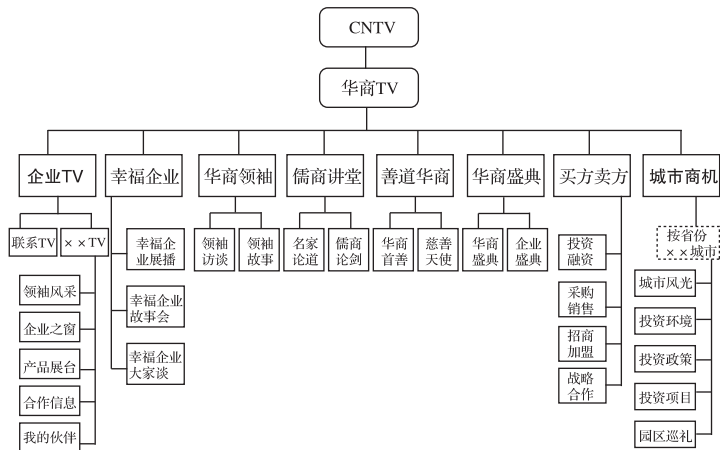 CNTV
华商TV
企业TV
幸福企业
华商领袖
儒商讲堂
善道华商
华商盛典
买方卖方
城市商机
联系TV
××TV
领袖风采
企业之窗
产品展台
合作信息
我的伙伴
幸福企
业展播
幸福企业
故事会
幸福企业
大家谈
领袖
访谈
领袖
故事
名家
论道
儒商
论剑
华商
首善
慈善
天使
华商
盛典
企业
盛典
投资
融资
采购
销售
招商
加盟
战略
合作
按省份
××城市
城市风光
投资环境
投资政策
投资项目
园区巡礼